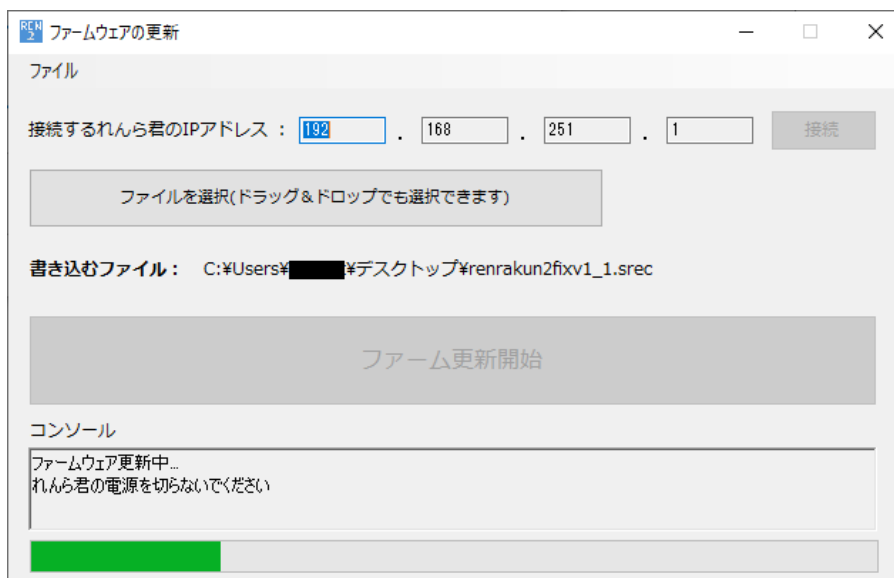 REN
2
ファームウェアの更新
ファイル
接続するれんら君のIPアドレス : 192 . 168 . 251 . 1 接続
ファイルを選択(ドラッグ&ドロップでも選択できます)
書き込むファイル : C:¥Users¥ ¥デスクトップ¥renrakun2fixv1_1.srec
ファーム更新開始
コンソール
ファームウェア更新中...
れんら君の電源を切らないでください